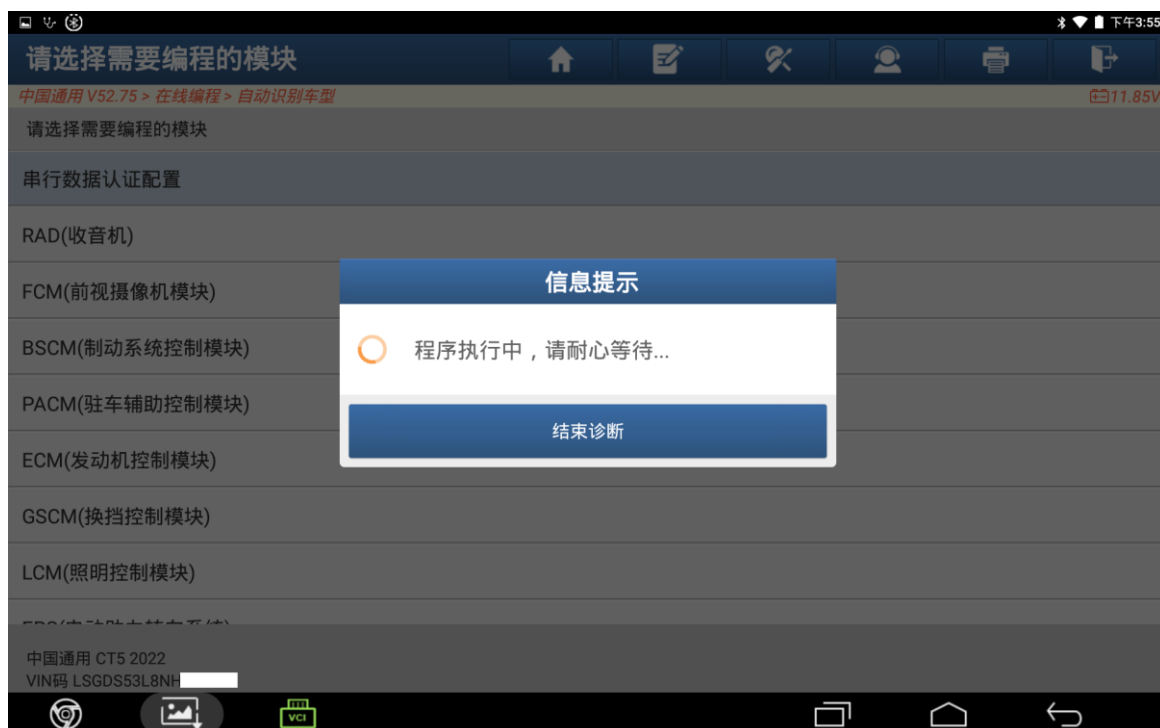 下午3:55
请选择需要编程的模块
中国通用 V52.75 > 在线编程 > 自动识别车型
11.85V
请选择需要编程的模块
串行数据认证配置
RAD(收音机)
FCM(前视摄像机模块)
信息提示
BSCM(制动系统控制模块)
程序执行中，请耐心等待...
PACM(驻车辅助控制模块)
结束诊断
ECM(发动机控制模块)
GSCM(换挡控制模块)
LCM(照明控制模块)
中国通用 CT5 2022
VIN码 LSGDS53L8NH
VCI